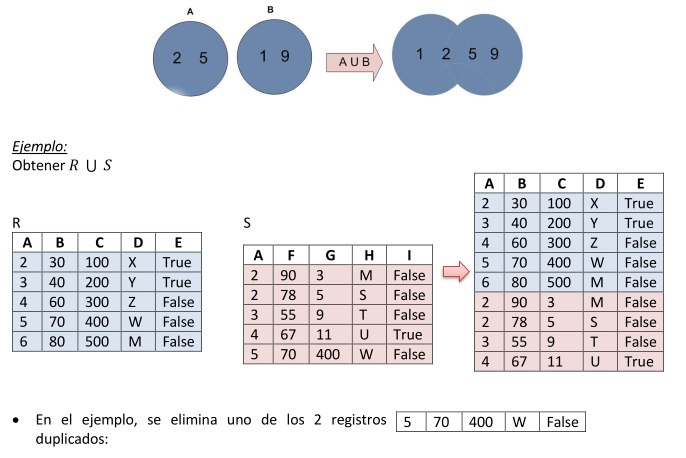 A B
2 5 1 9 A U B 1 2 5 9
Ejemplo:
Obtener R ∪ S
R
A B C D E
2 30 100 X True
3 40 200 Y True
4 60 300 Z False
5 70 400 W False
6 80 500 M False
S
A F G H I
2 90 3 M False
2 78 5 S False
3 55 9 T False
4 67 11 U True
5 70 400 W False
A B C D E
2 30 100 X True
3 40 200 Y True
4 60 300 Z False
5 70 400 W False
6 80 500 M False
2 90 3 M False
2 78 5 S False
3 55 9 T False
4 67 11 U True
• En el ejemplo, se elimina uno de los 2 registros 5 70 400 W False
duplicados: